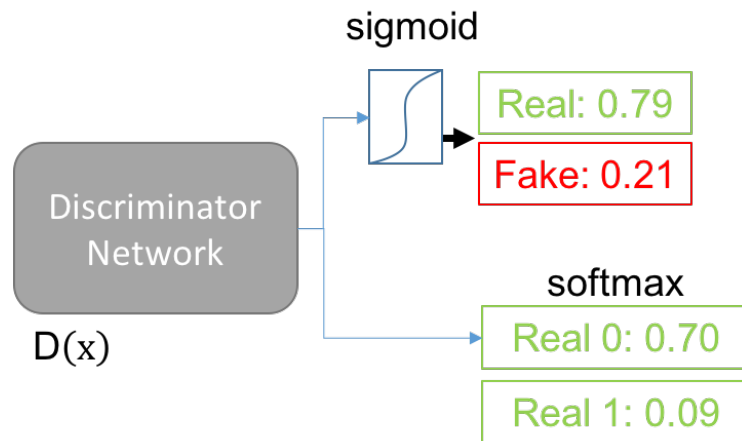 sigmoid
Real: 0.79
Fake: 0.21
Discriminator
Network
D(x)
softmax
Real 0: 0.70
Real 1: 0.09